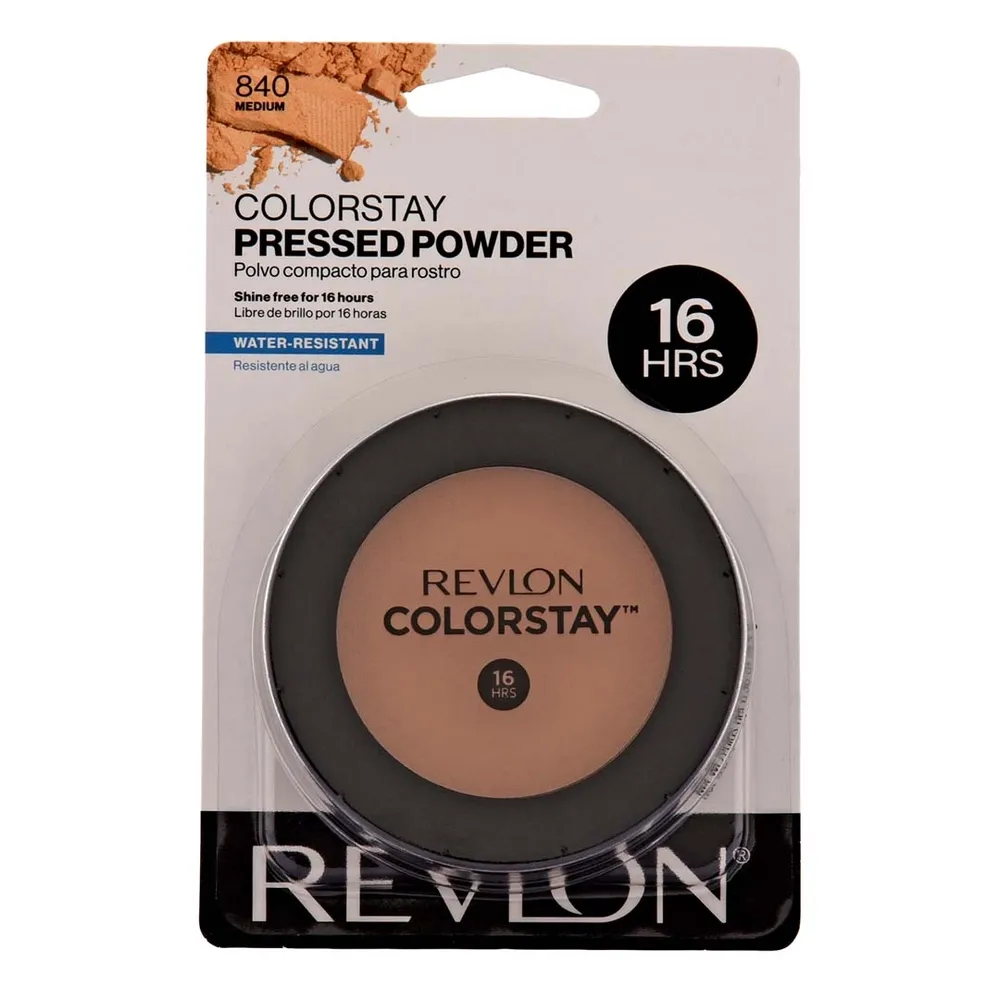 840
MEDIUM
COLORSTAY
PRESSED POWDER
Polvo compacto para rostro
Shine free for 16 hours
Libre de brillo por 16 horas
WATER-RESISTANT
Resistente al agua
16
HRS
REVLON
COLORSTAY™
16
HRS
REVLON®